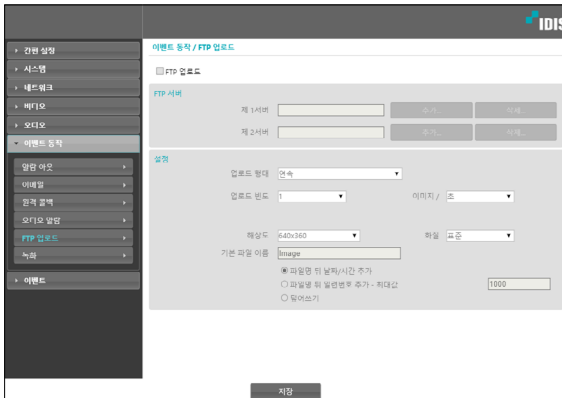 IDIS
간편 설정
시스템
네트워크
비디오
오디오
이벤트 동작
알람 아웃
이메일
원격 콜백
오디오 알람
FTP 업로드
녹화
이벤트
이벤트 동작 / FTP 업로드
FTP 업로드
FTP 서버
제 1서버 추가... 삭제...
제 2서버 추가... 삭제...
설정
업로드 형태 연속
업로드 빈도 1 이미지 / 초
해상도 640x360 화질 표준
기본 파일 이름 Image
파일명 뒤 날짜/시간 추가
파일명 뒤 일련번호 추가 - 최대값 1000
덮어쓰기
저장